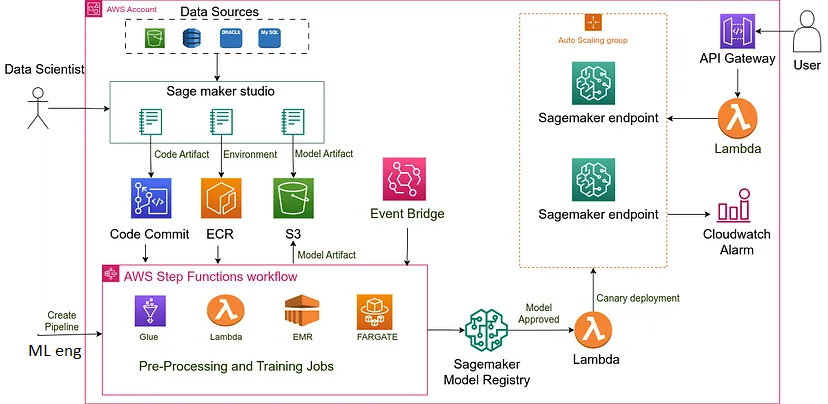 AWS Account
Data Sources
ORACLE
My SQL
Data Scientist
Sage maker studio
Code Artifact
Environment
Model Artifact
Code Commit
ECR
S3
Event Bridge
Model Artifact
AWS Step Functions workflow
Create
Pipeline
ML eng
Glue
Lambda
EMR
FARGATE
Pre-Processing and Training Jobs
Sagemaker
Model Registry
Model
Approved
Lambda
Canary deployment
Auto Scaling group
Sagemaker endpoint
Sagemaker endpoint
API Gateway
User
Lambda
Cloudwatch
Alarm